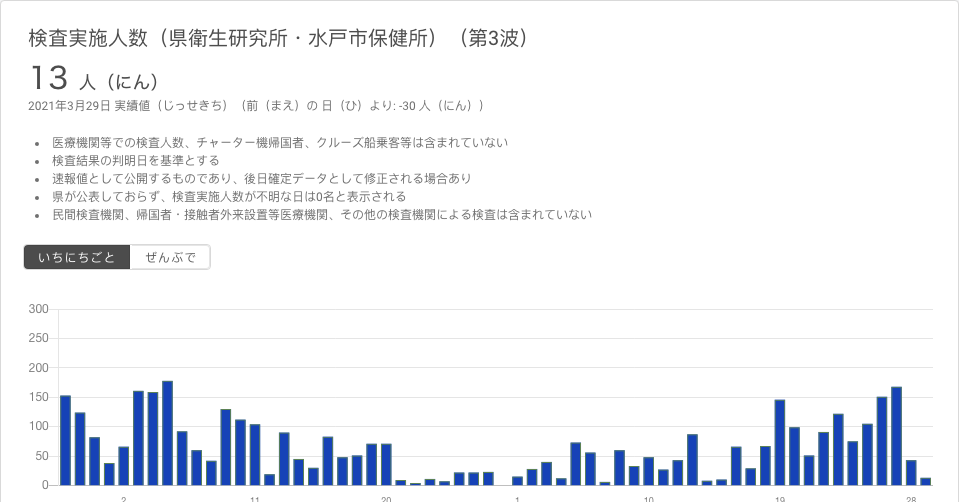 検査実施人数（県衛生研究所・水戸市保健所）（第3波）
13 人（にん）
2021年3月29日 実績値（じっせきち）（前（まえ）の 日（ひ）より: -30 人（にん））
• 医療機関等での検査人数、チャーター機帰国者、クルーズ船乗客等は含まれていない
• 検査結果の判明日を基準とする
• 速報値として公開するものであり、後日確定データとして修正される場合あり
• 県が公表しておらず、検査実施人数が不明な日は0名と表示される
• 民間検査機関、帰国者・接触者外来設置等医療機関、その他の検査機関による検査は含まれていない
いちにちごと ぜんぶで
300
250
200
150
100
50
0
2 11 20 1 10 19 28